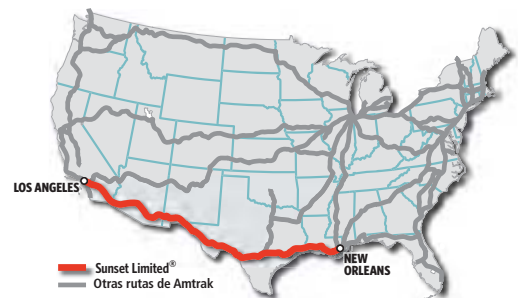 LOS ANGELES
NEW
ORLEANS
Sunset Limited®
Otras rutas de Amtrak